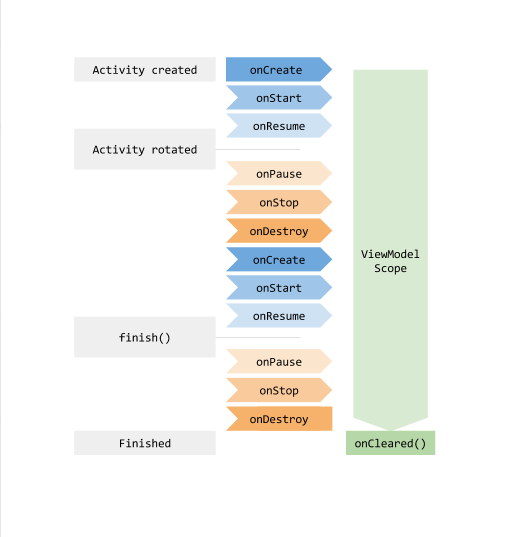 Activity created
onCreate
onStart
onResume
Activity rotated
onPause
onStop
onDestroy
onCreate
onStart
onResume
finish()
onPause
onStop
onDestroy
Finished
ViewModel
Scope
onCleared()